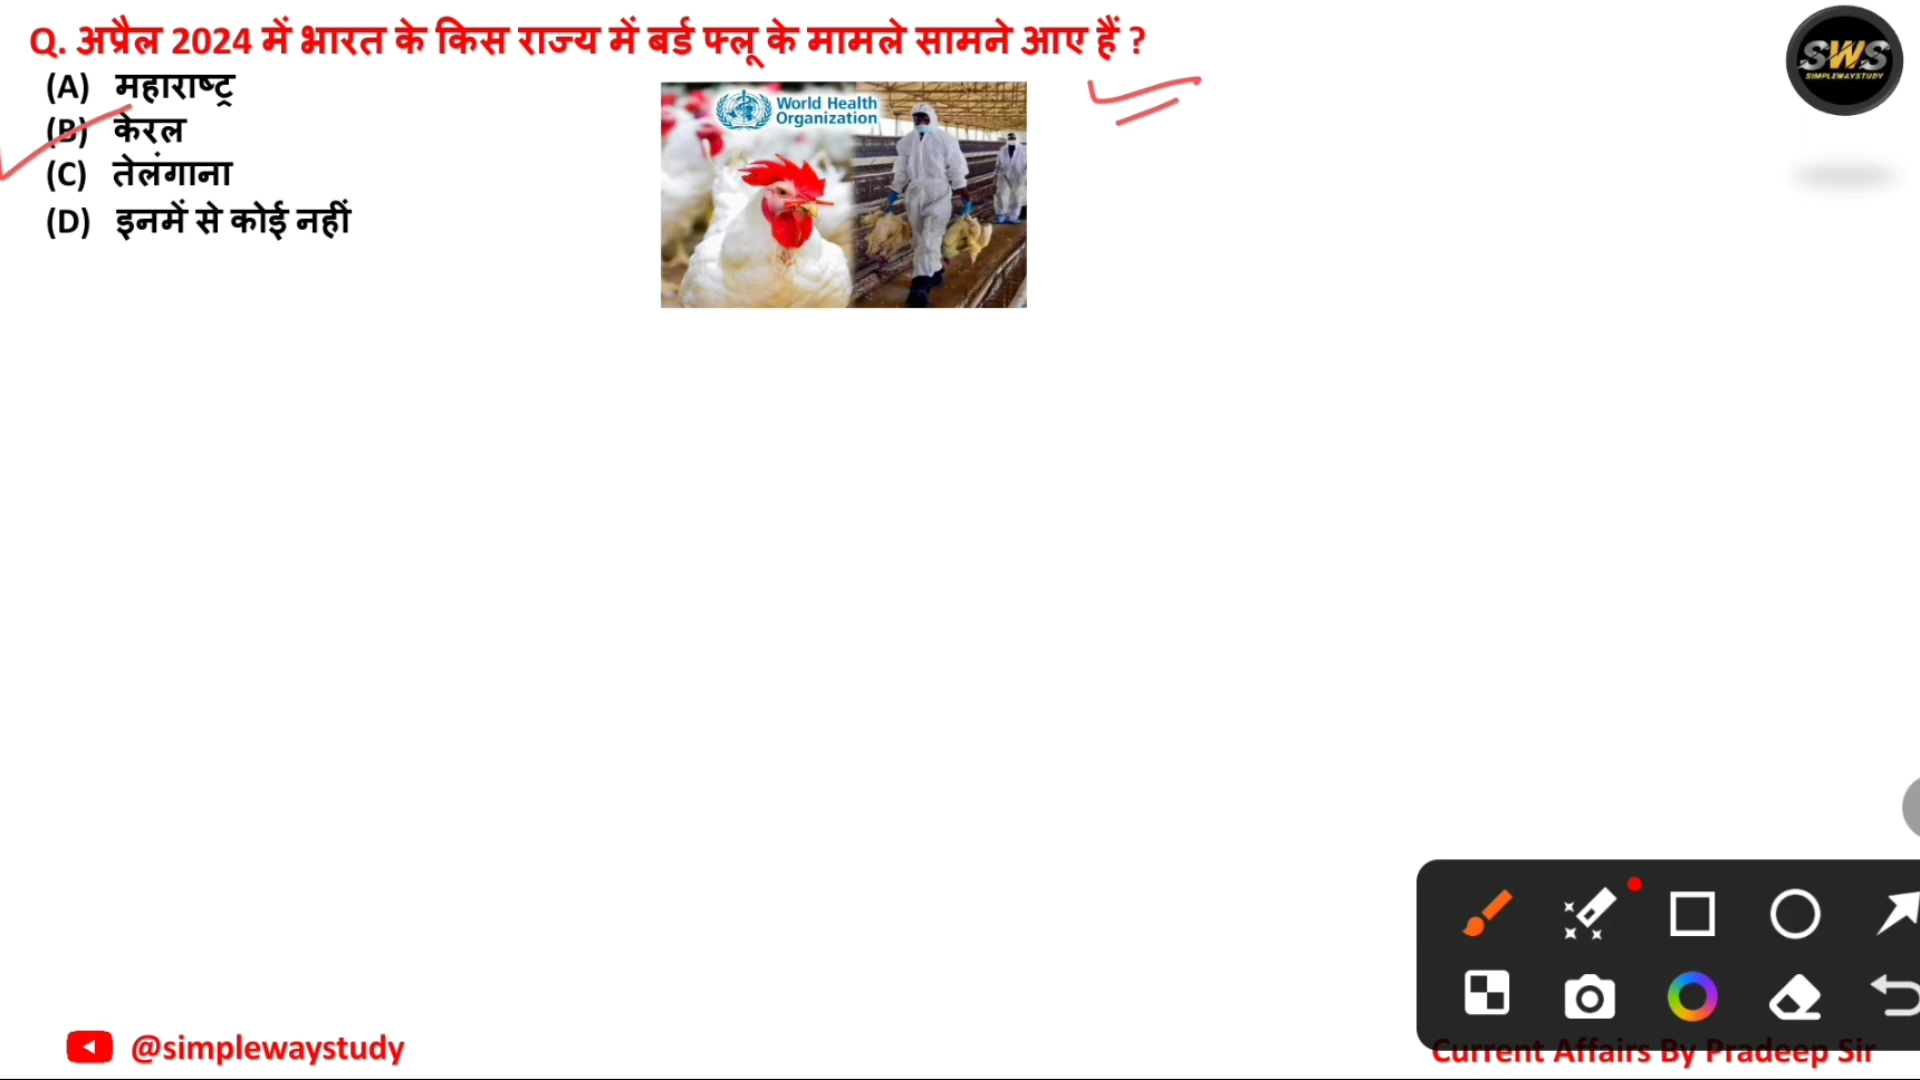 Q. अप्रैल 2024 में भारत के किस राज्य में बर्ड फ्लू के मामले सामने आए हैं ?
(A) महाराष्ट्र
(B) केरल
(C) तेलंगाना
(D) इनमें से कोई नहीं
World Health
Organization
SWS
SIMPLEWAYSTUDY
@simplewaystudy
Current Affairs By Pradeep Sir